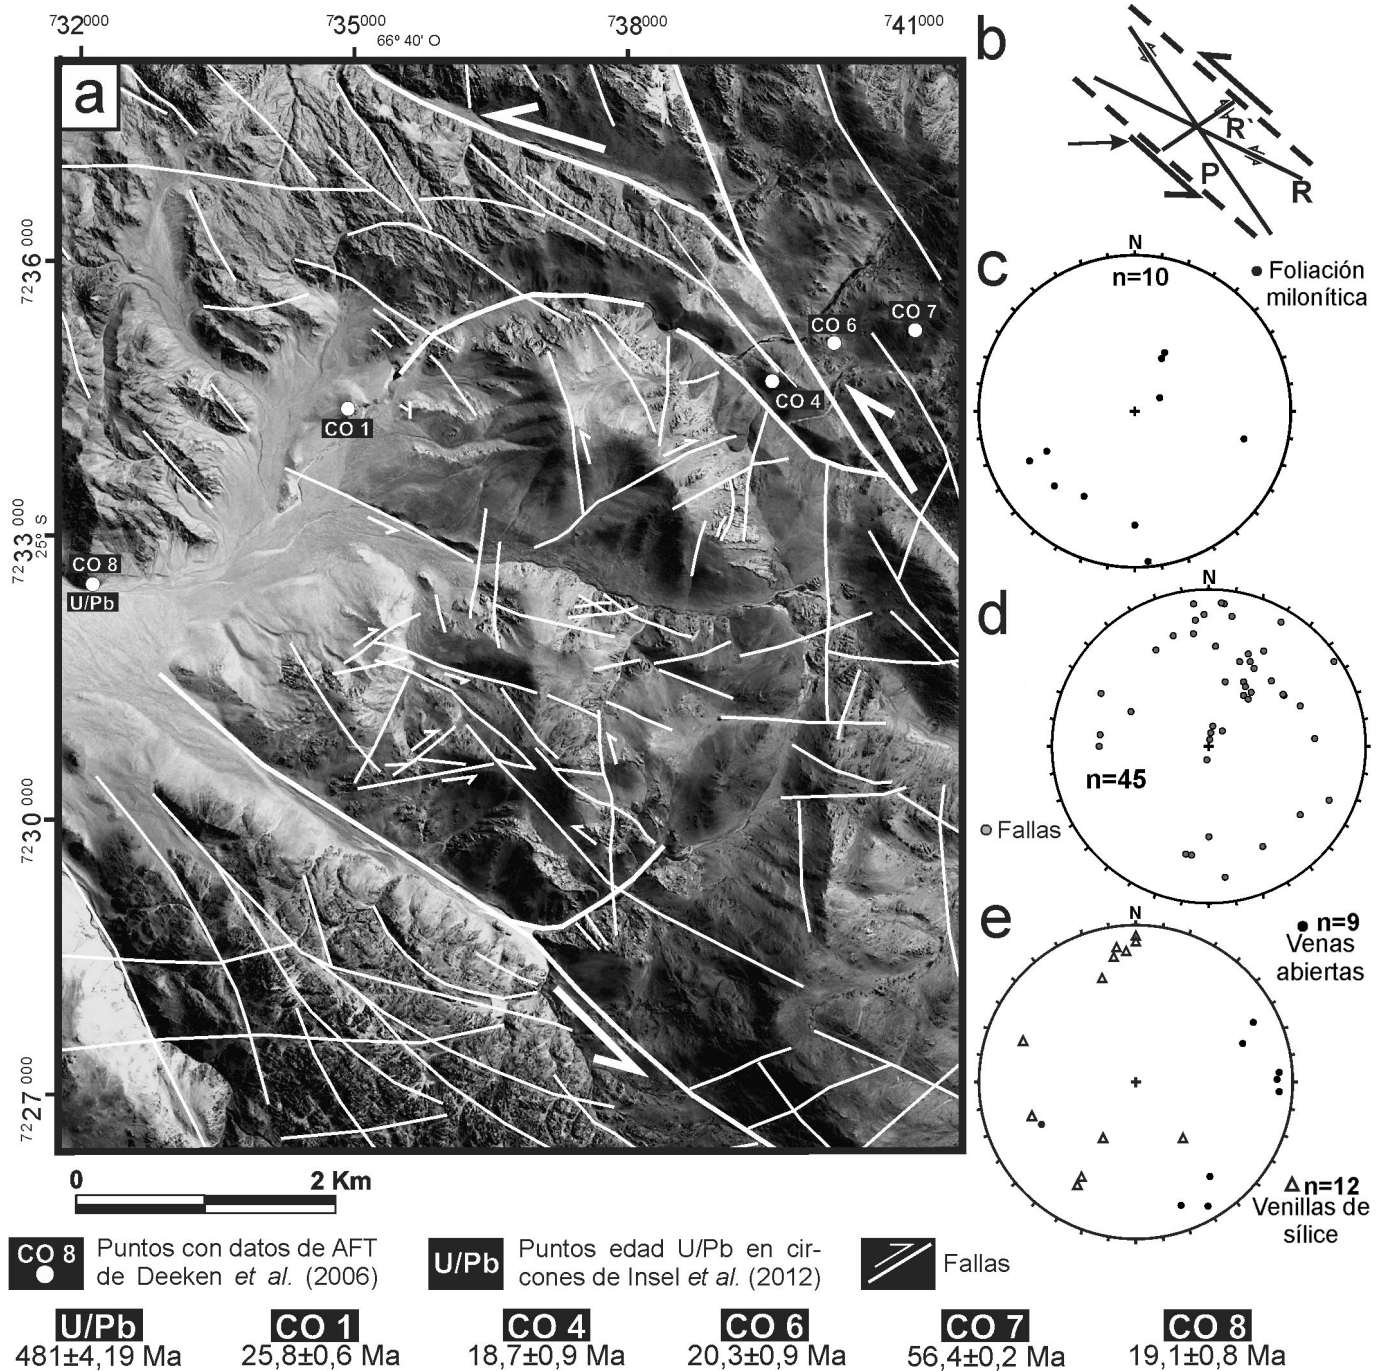 732000
735000
738000
741000
66º 40' O
a
7236 000
7233 000
25º S
7230 000
7227 000
CO 7
CO 6
CO 4
CO 1
CO 8
U/Pb
b
R`
P
R
c
N
n=10
Foliación
milonítica
d
N
n=45
Fallas
e
N
n=9
Venas
abiertas
n=12
Venillas de
sílice
0
2 Km
CO 8
Puntos con datos de AFT
de Deeken et al. (2006)
U/Pb
Puntos edad U/Pb en cir-
cones de Insel et al. (2012)
Fallas
U/Pb
481±4,19 Ma
CO 1
25,8±0,6 Ma
CO 4
18,7±0,9 Ma
CO 6
20,3±0,9 Ma
CO 7
56,4±0,2 Ma
CO 8
19,1±0,8 Ma